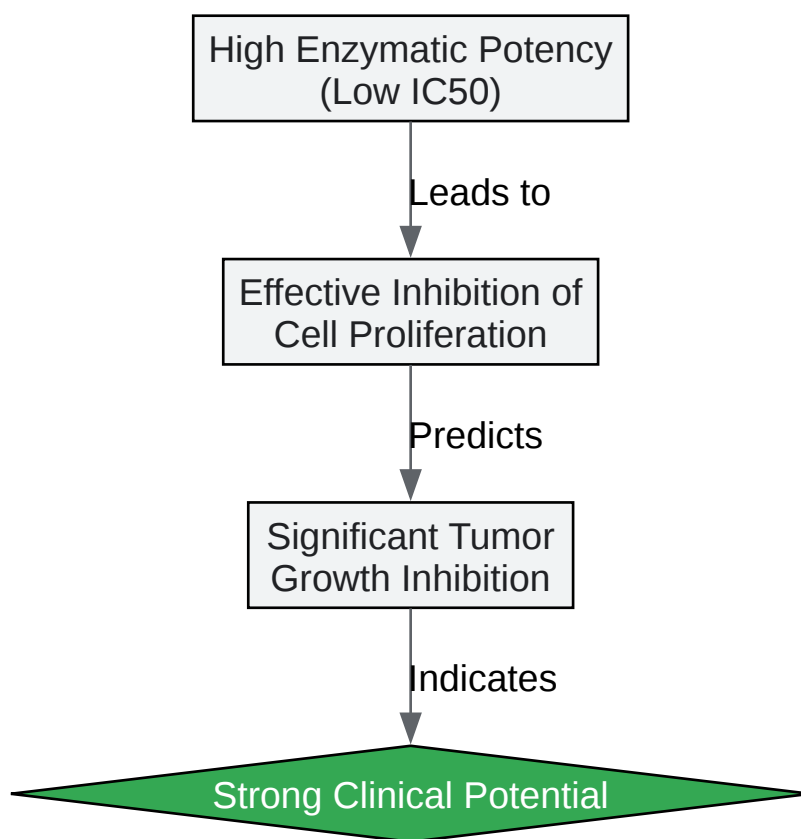 High Enzymatic Potency
(Low IC50)
Leads to
Effective Inhibition of
Cell Proliferation
Predicts
Significant Tumor
Growth Inhibition
Indicates
Strong Clinical Potential